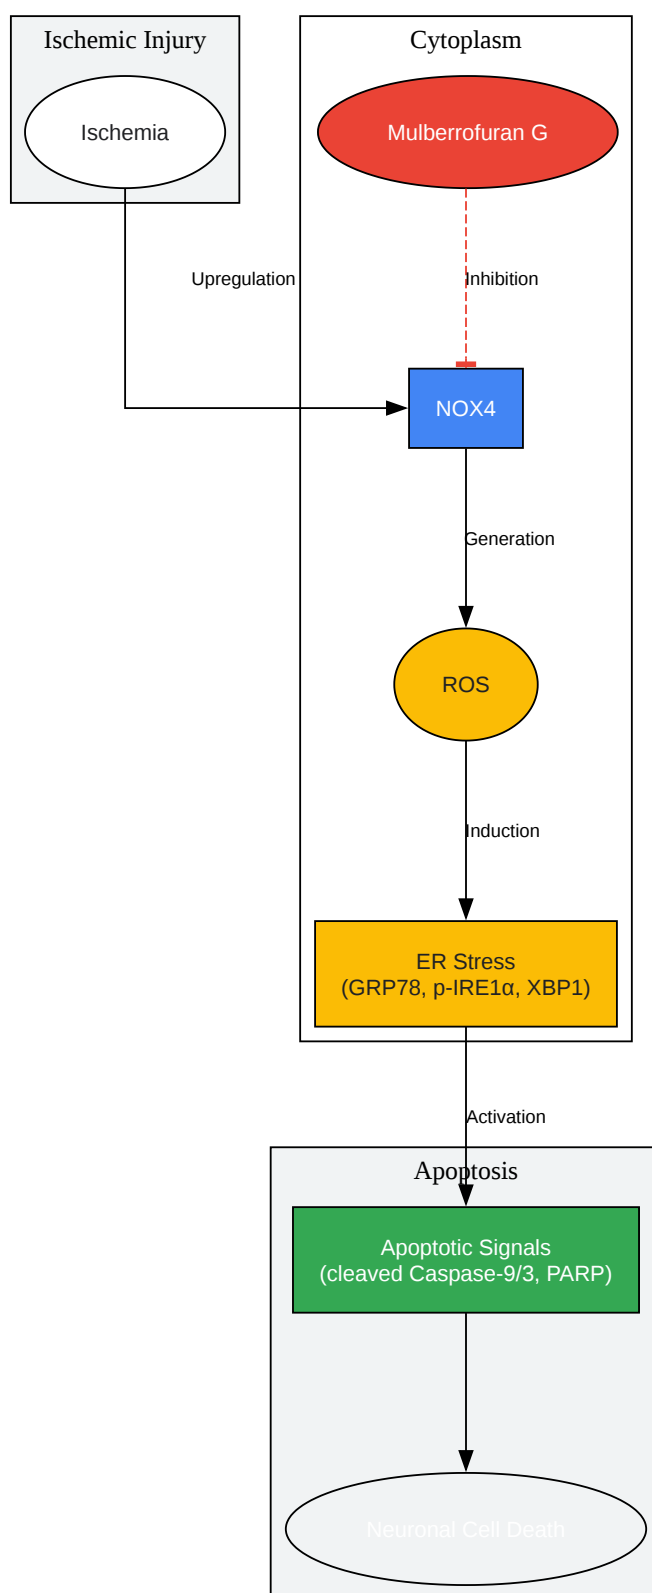 Ischemic Injury
Cytoplasm
Ischemia
Mulberrofuran G
Upregulation
Inhibition
NOX4
Generation
ROS
Induction
ER Stress
(GRP78, p-IRE1α, XBP1)
Activation
Apoptosis
Apoptotic Signals
(cleaved Caspase-9/3, PARP)
Neuronal Cell Death